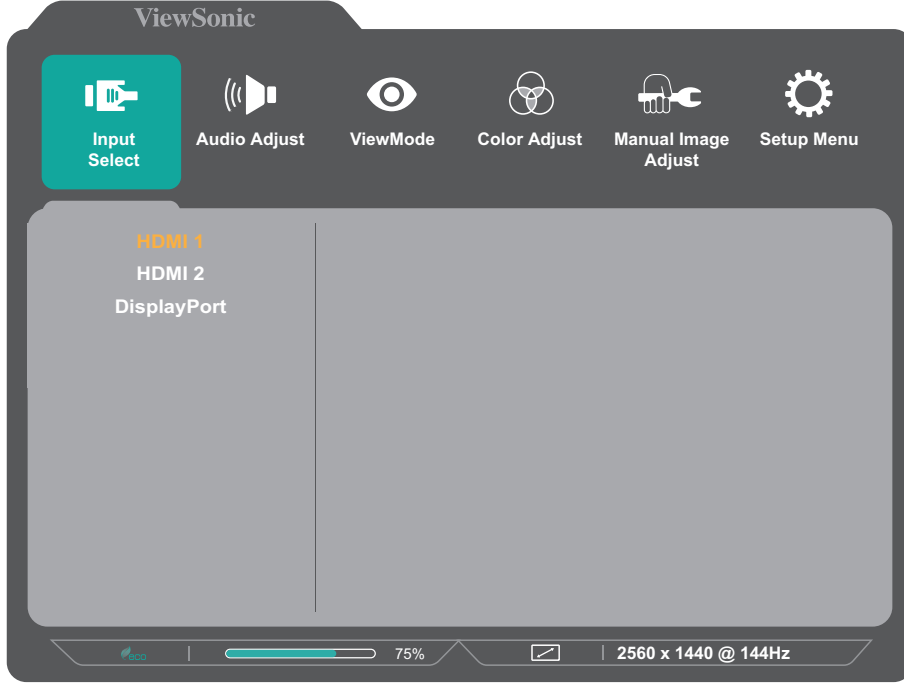 ViewSonic
Input
Select
Audio Adjust
ViewMode
Color Adjust
Manual Image
Adjust
Setup Menu
HDMI 1
HDMI 2
DisplayPort
eco
75%
2560 x 1440 @ 144Hz